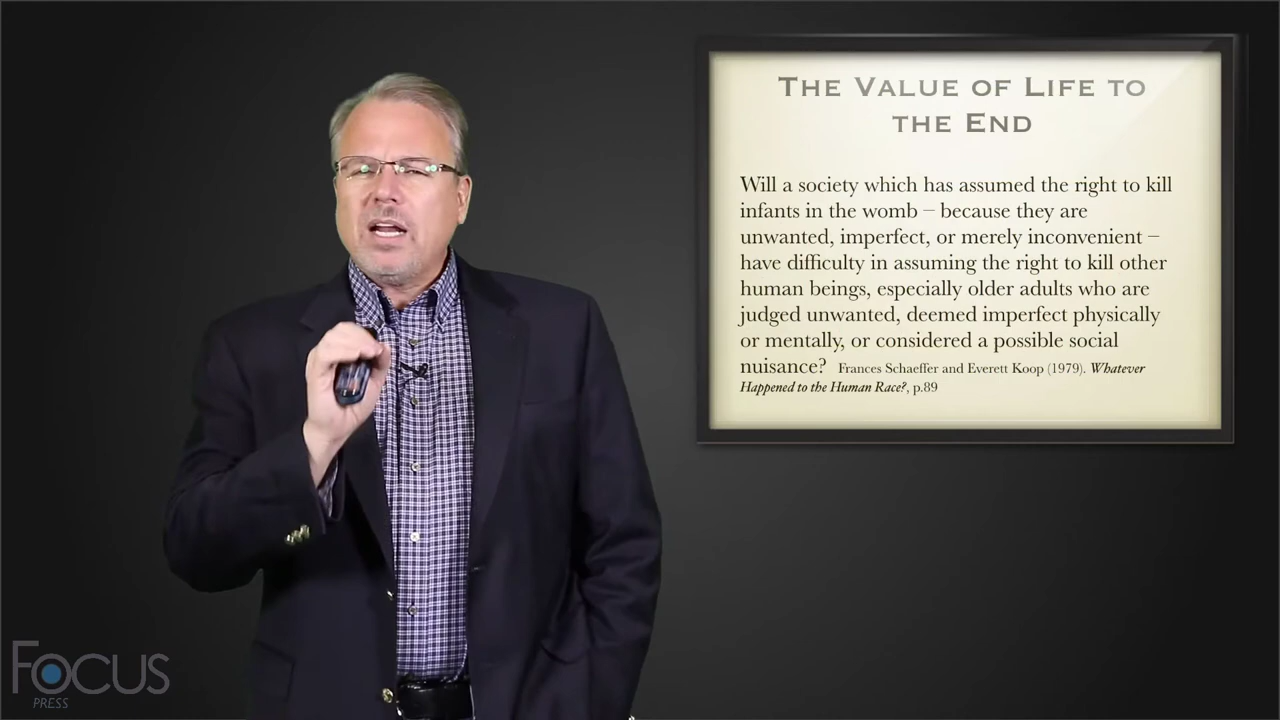 THE VALUE OF LIFE TO
THE END
Will a society which has assumed the right to kill
infants in the womb – because they are
unwanted, imperfect, or merely inconvenient –
have difficulty in assuming the right to kill other
human beings, especially older adults who are
judged unwanted, deemed imperfect physically
or mentally, or considered a possible social
nuisance? Frances Schaeffer and Everett Koop (1979). Whatever
Happened to the Human Race?, p.89
FOCUS
PRESS